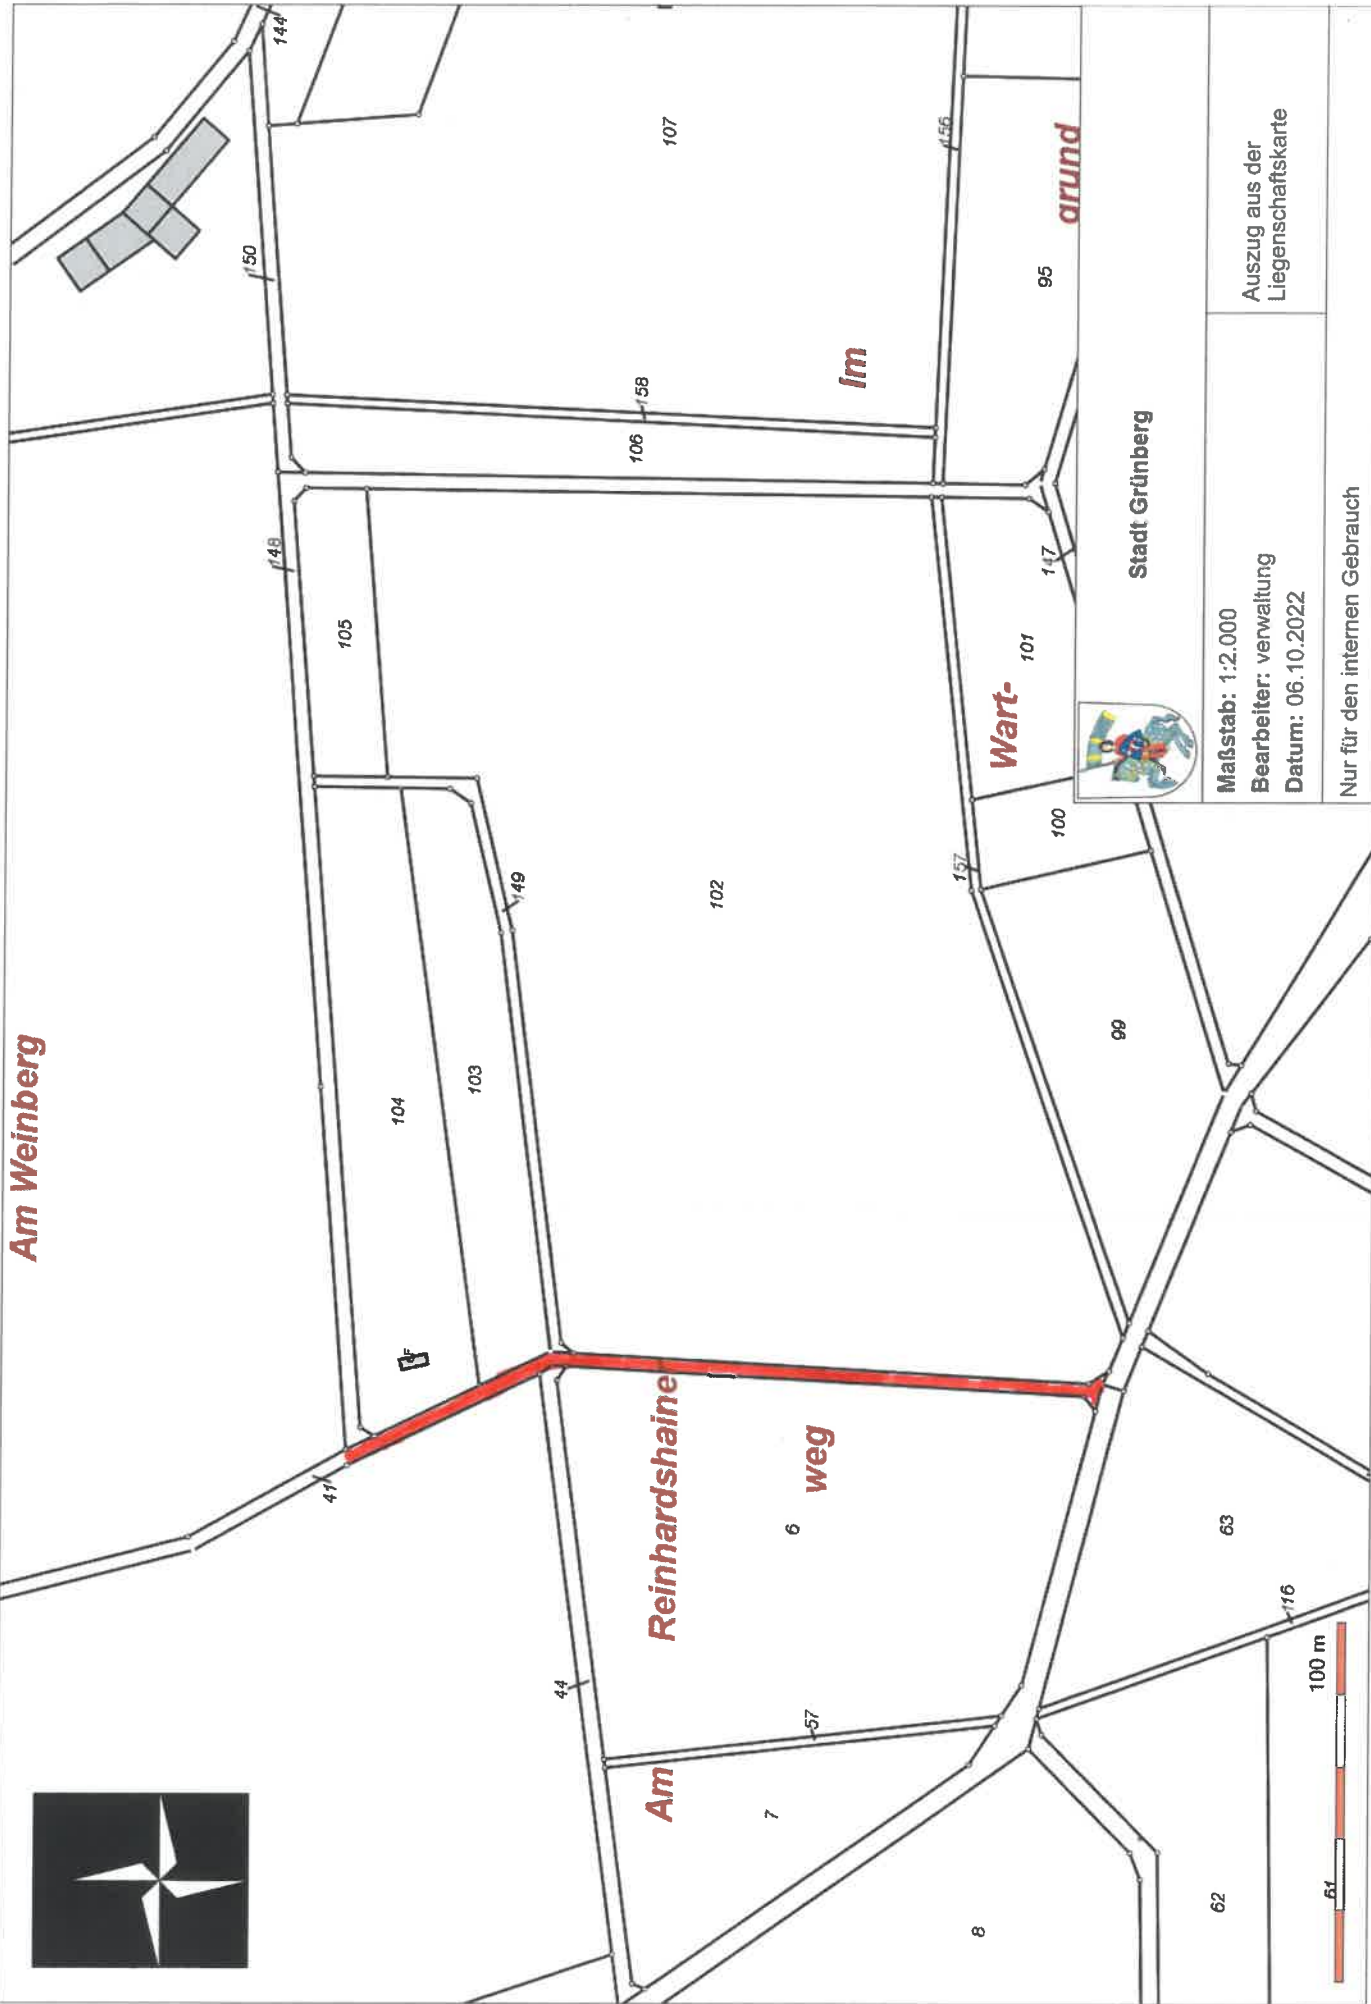 Am Weinberg
144
150
107
156
grund
95
Im
158
106
148
105
147
101
Wart-
100
157
149
102
104
103
99
41
Reinhardshaine
weg
6
63
116
44
57
Am
7
8
62
61
100 m
Stadt Grünberg
Maßstab: 1:2.000
Bearbeiter: verwaltung
Datum: 06.10.2022
Auszug aus der
Liegenschaftskarte
Nur für den internen Gebrauch